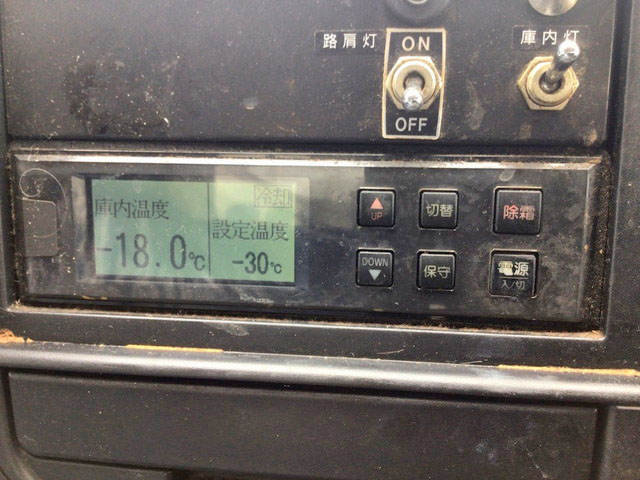 路肩灯
ON
OFF
庫内灯
冷却
庫内温度
-18.0℃
設定温度
-30℃
▲
UP
切替
除霜
DOWN
▼
保守
電源
入/切